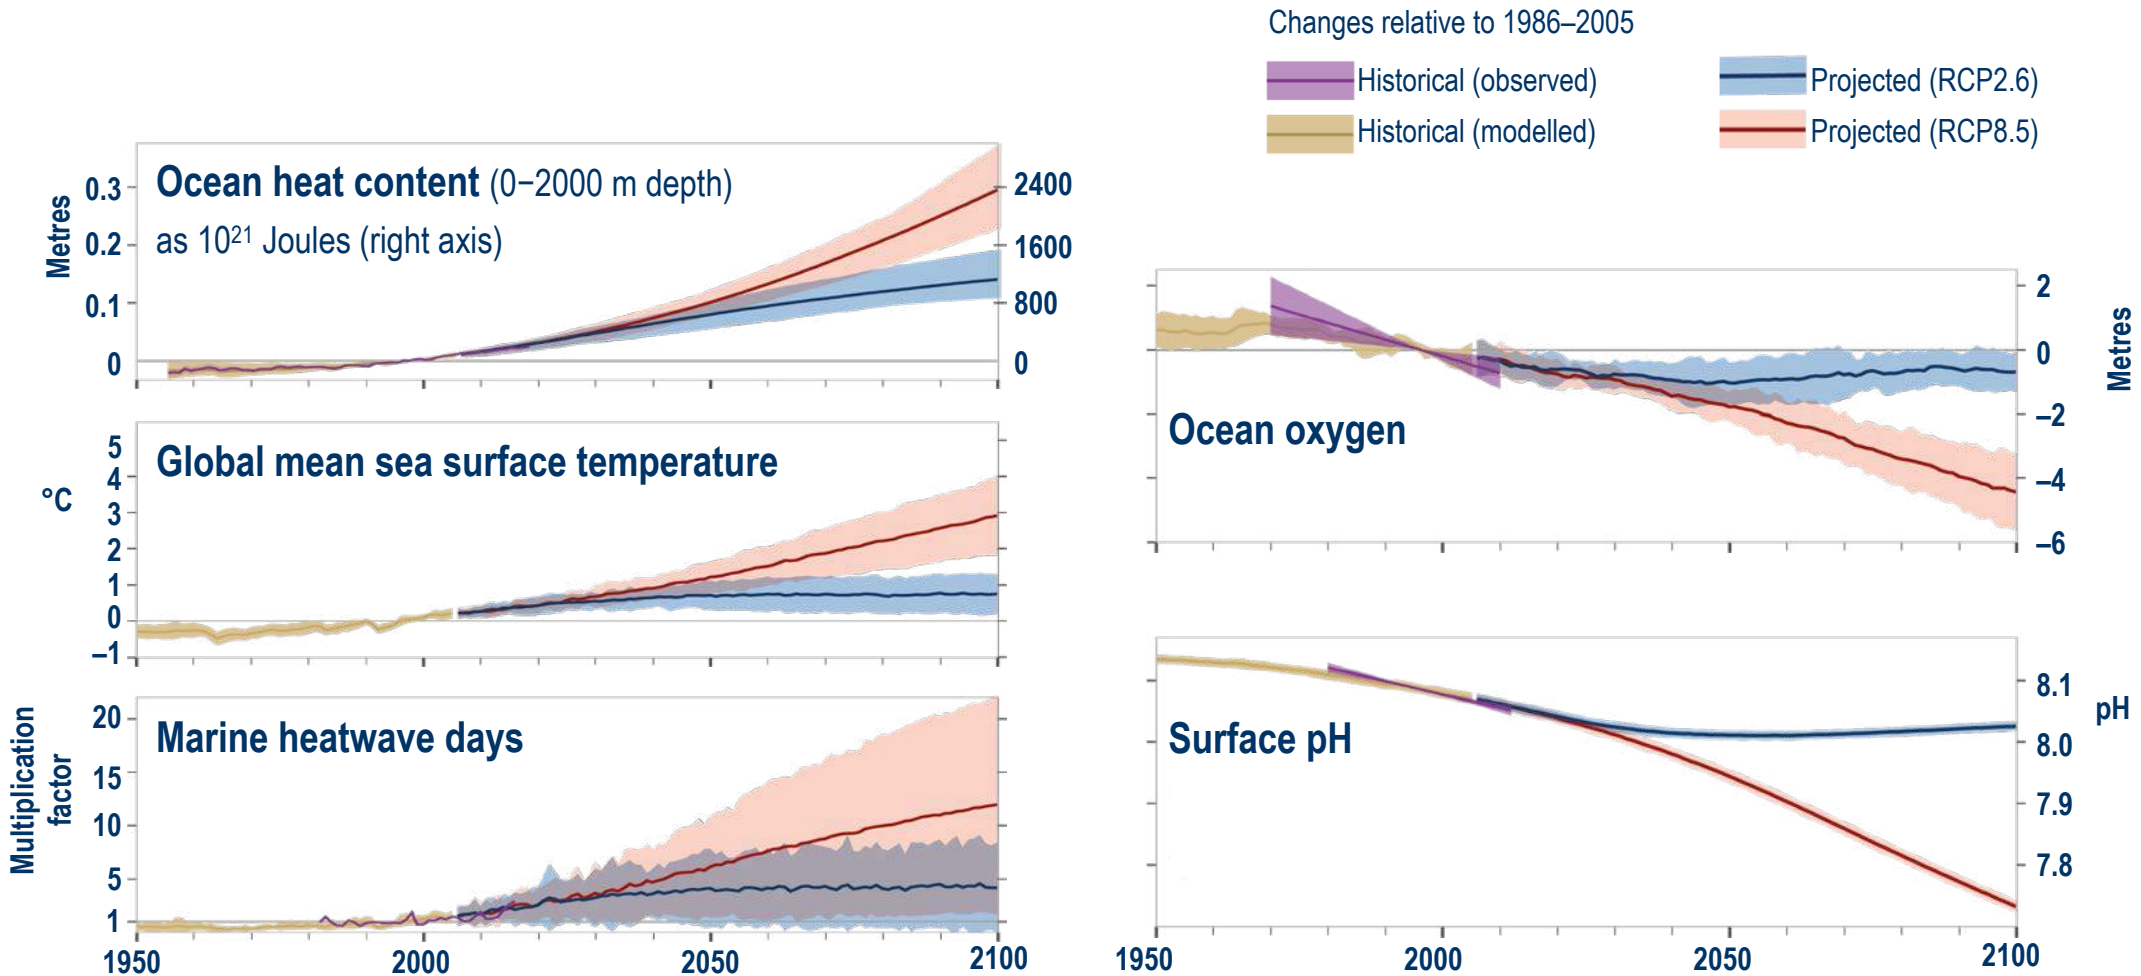 Changes relative to 1986–2005
Historical (observed)
Projected (RCP2.6)
Historical (modelled)
Projected (RCP8.5)
Ocean heat content (0−2000 m depth)
as 10²¹ Joules (right axis)
Metres
0.3
0.2
0.1
0
2400
1600
800
0
Global mean sea surface temperature
°C
5
4
3
2
1
0
–1
Marine heatwave days
Multiplication
factor
20
15
10
5
1
1950
2000
2050
2100
Ocean oxygen
2
0
–2
–4
–6
Metres
Surface pH
8.1
8.0
7.9
7.8
pH
1950
2000
2050
2100